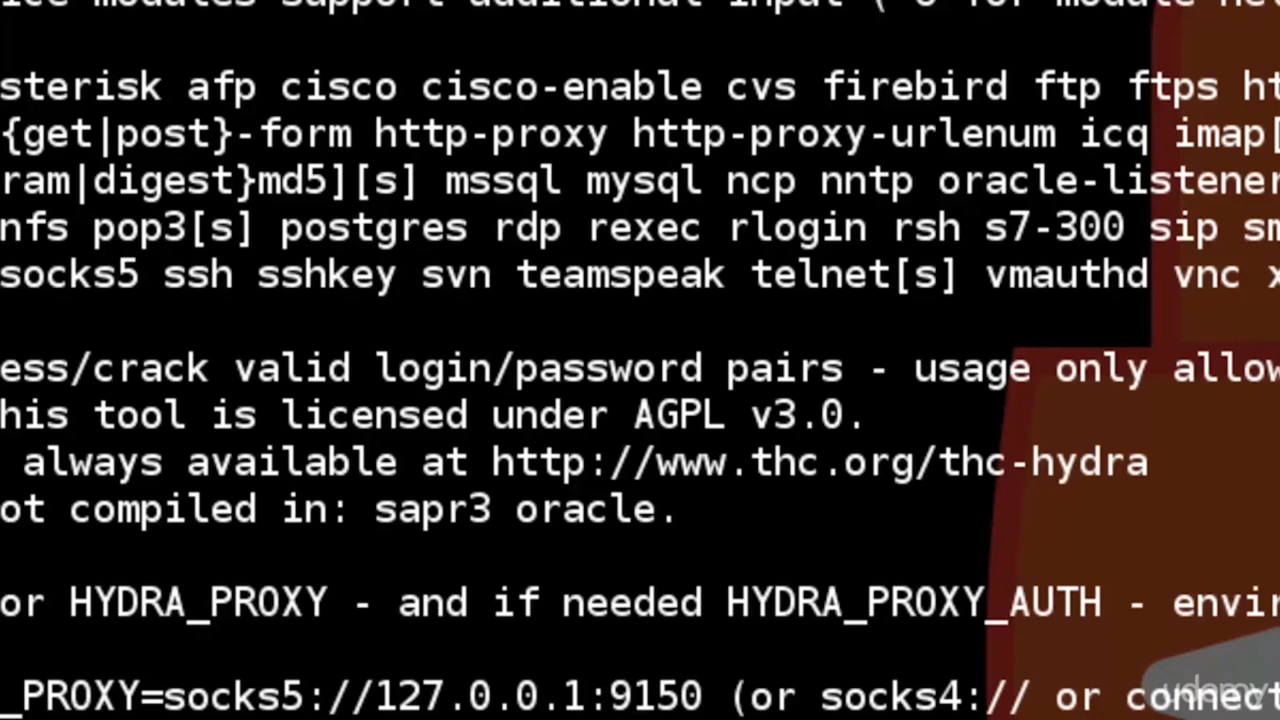 modules support additional input
sterisk afp cisco cisco-enable cvs firebird ftp ftps ht
{get|post}-form http-proxy http-proxy-urlenum icq imap[
ram|digest}md5][s] mssql mysql ncp nntp oracle-listener
nfs pop3[s] postgres rdp rexec rlogin rsh s7-300 sip sm
socks5 ssh sshkey svn teamspeak telnet[s] vmauthd vnc x
ess/crack valid login/password pairs - usage only allow
his tool is licensed under AGPL v3.0.
always available at http://www.thc.org/thc-hydra
ot compiled in: sapr3 oracle.
or HYDRA_PROXY - and if needed HYDRA_PROXY_AUTH - envir
_PROXY=socks5://127.0.0.1:9150 (or socks4:// or connect
udemy